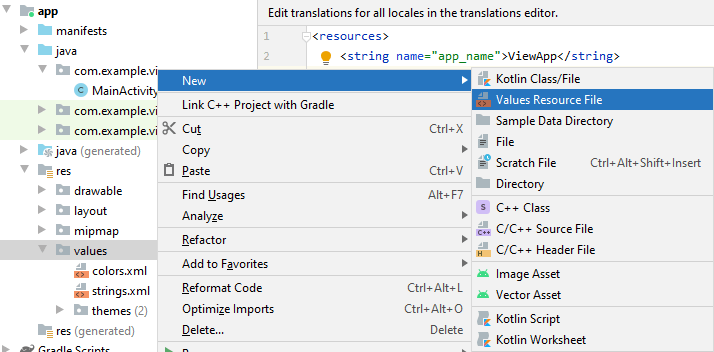 app
manifests
java
com.example.vi
MainActivity
com.example.vi
com.example.vi
java (generated)
res
drawable
layout
mipmap
values
colors.xml
strings.xml
themes (2)
res (generated)
Gradle Scripts
Edit translations for all locales in the translations editor.
1 <resources>
2 <string name="app_name">ViewApp</string>
New
Link C++ Project with Gradle
Cut Ctrl+X
Copy
Paste Ctrl+V
Find Usages Alt+F7
Analyze
Refactor
Add to Favorites
Reformat Code Ctrl+Alt+L
Optimize Imports Ctrl+Alt+O
Delete... Delete
Kotlin Class/File
Values Resource File
Sample Data Directory
File
Scratch File Ctrl+Alt+Shift+Insert
Directory
C++ Class
C/C++ Source File
C/C++ Header File
Image Asset
Vector Asset
Kotlin Script
Kotlin Worksheet